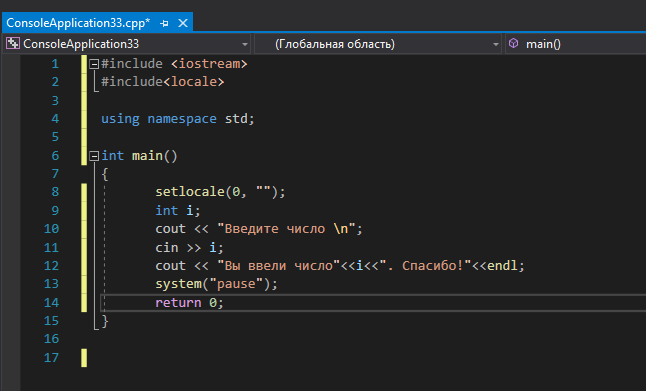 ConsoleApplication33.cpp*
ConsoleApplication33 (Глобальная область) main()
1 #include <iostream>
2 #include<locale>
3
4 using namespace std;
5
6 int main()
7 {
8 setlocale(0, "");
9 int i;
10 cout << "Введите число \n";
11 cin >> i;
12 cout << "Вы ввели число"<<i<<". Спасибо!"<<endl;
13 system("pause");
14 return 0;
15 }
16
17